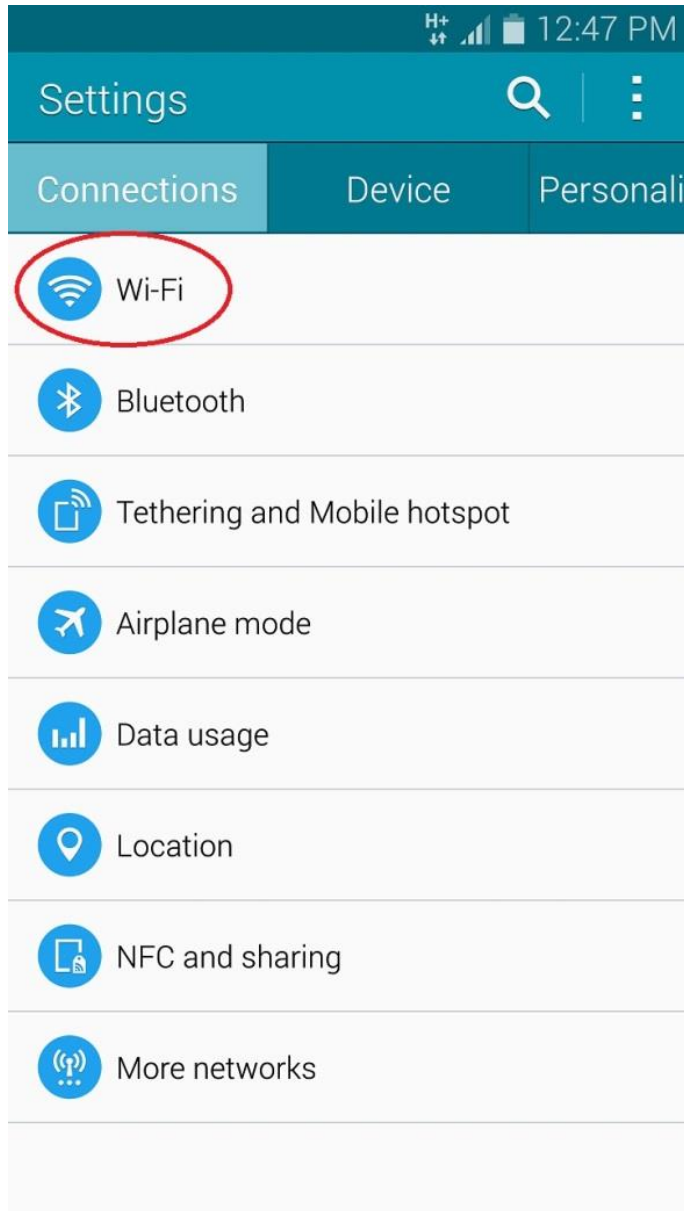 H+ 12:47 PM
Settings
Connections Device Personali
Wi-Fi
Bluetooth
Tethering and Mobile hotspot
Airplane mode
Data usage
Location
NFC and sharing
More networks